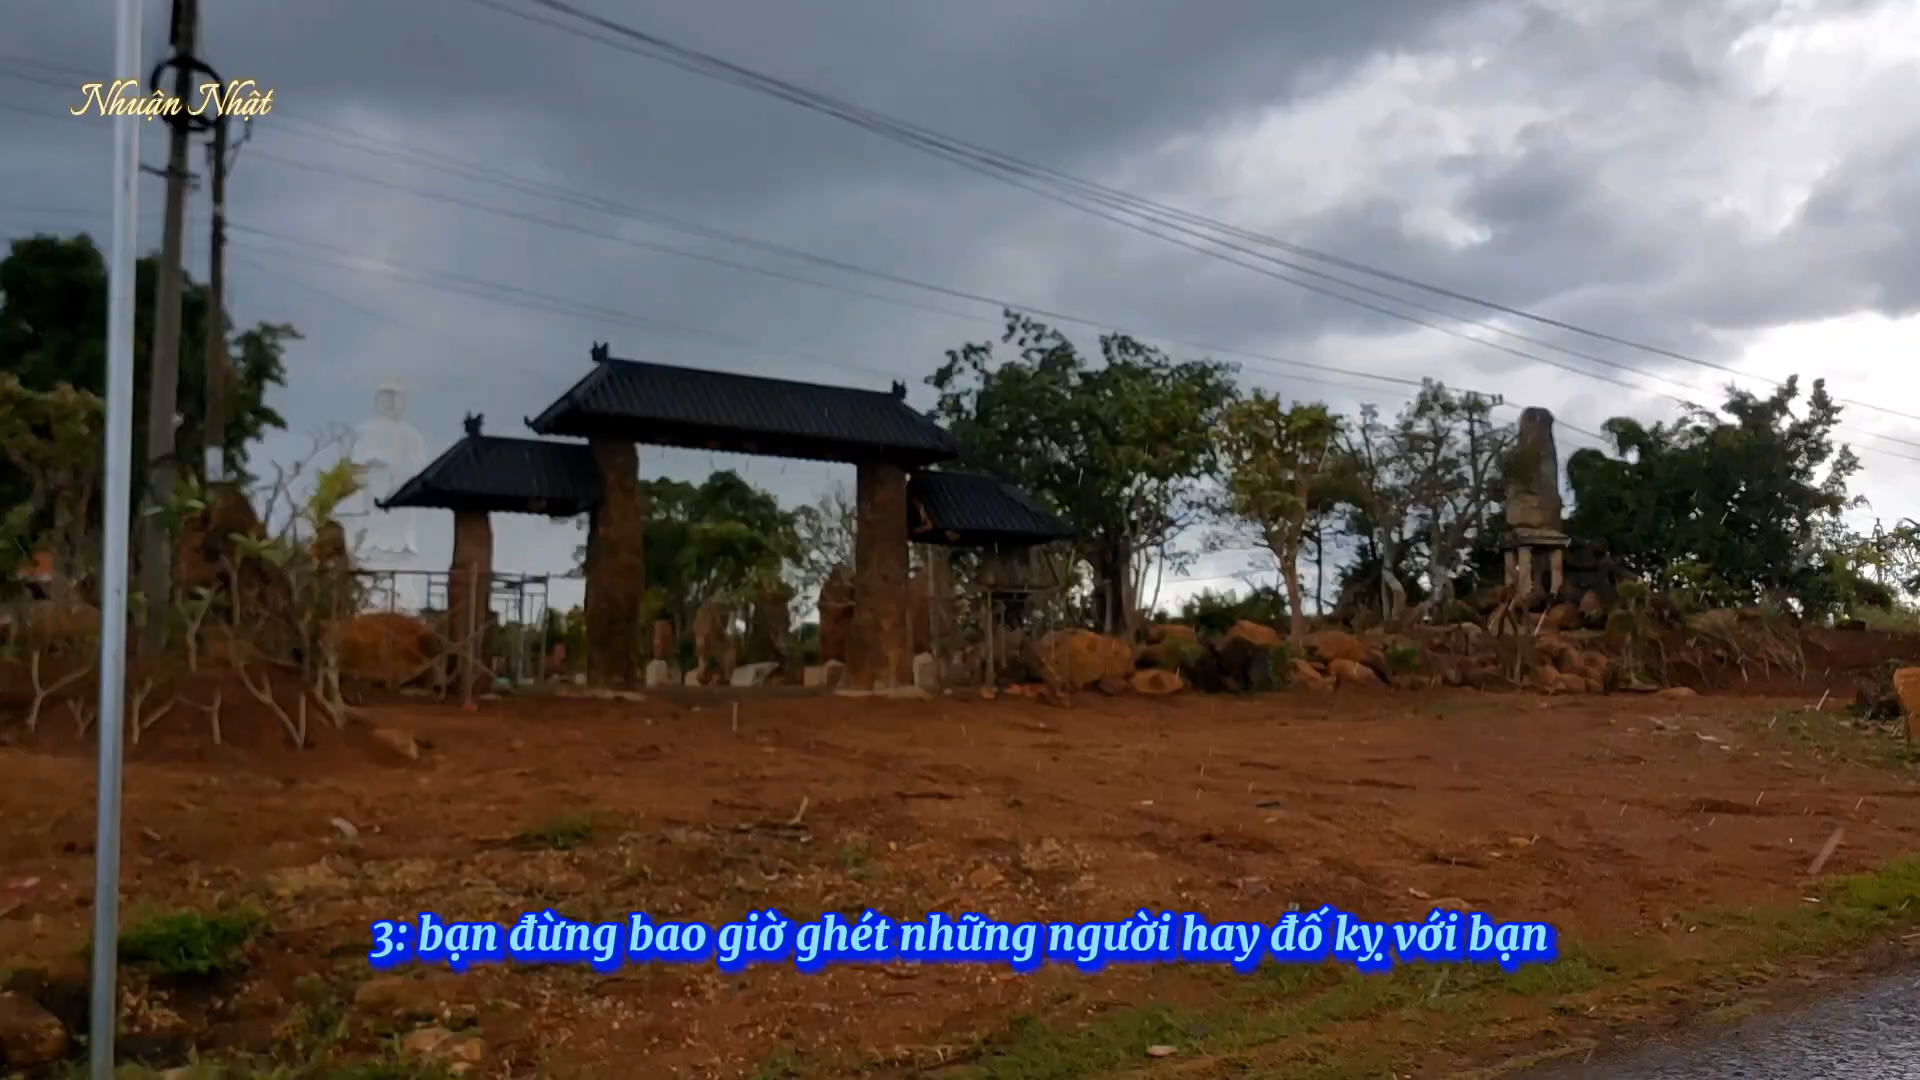 Nhuận Nhật
3: bạn đừng bao giờ ghét những người hay đố kỵ với bạn